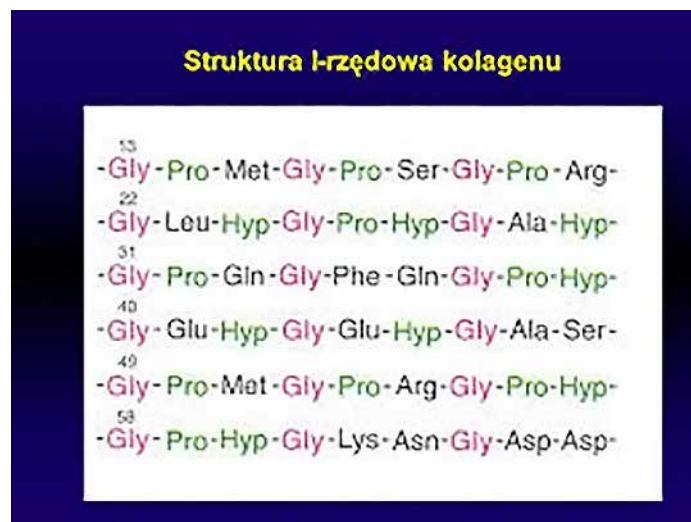 Struktura I-rzędowa kolagenu
13
-Gly-Pro-Met-Gly-Pro-Ser-Gly-Pro-Arg-
22
-Gly-Leu-Hyp-Gly-Pro-Hyp-Gly-Ala-Hyp-
31
-Gly-Pro-Gln-Gly-Phe-Gln-Gly-Pro-Hyp-
40
-Gly-Glu-Hyp-Gly-Glu-Hyp-Gly-Ala-Ser-
49
-Gly-Pro-Met-Gly-Pro-Arg-Gly-Pro-Hyp-
58
-Gly-Pro-Hyp-Gly-Lys-Asn-Gly-Asp-Asp-